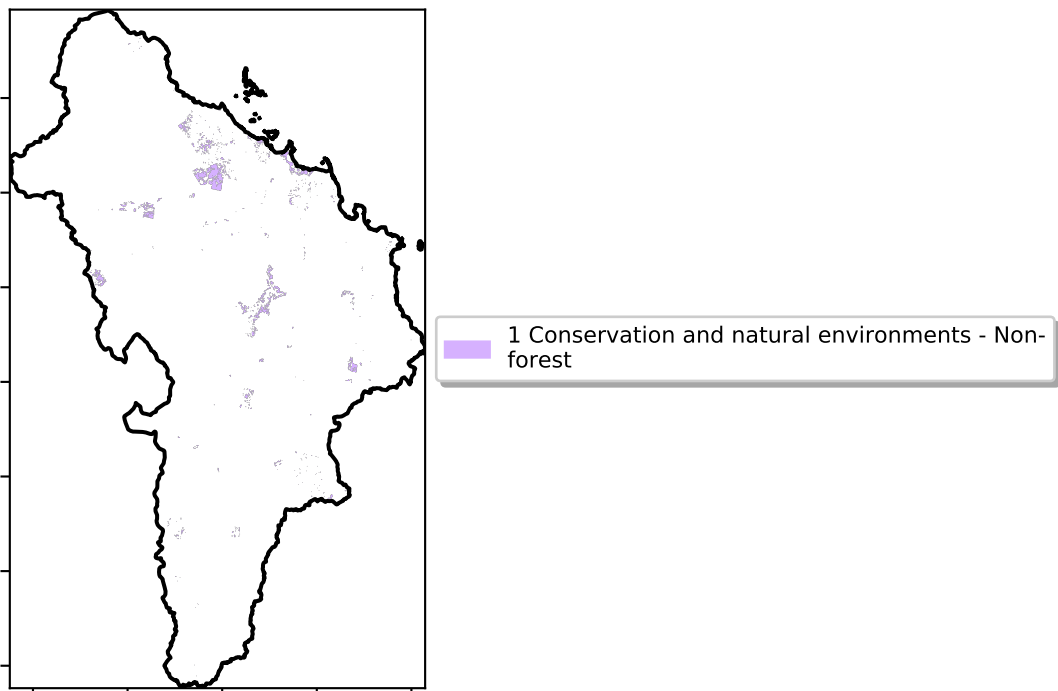 1 Conservation and natural environments - Non-
forest